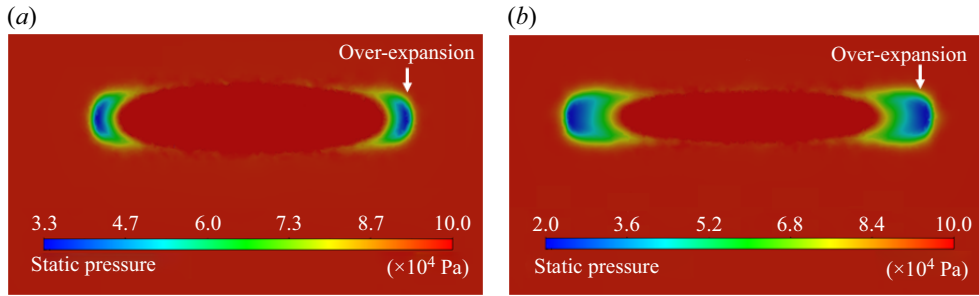 (a)
Over-expansion
3.3 4.7 6.0 7.3 8.7 10.0
Static pressure (×10⁴ Pa)
(b)
Over-expansion
2.0 3.6 5.2 6.8 8.4 10.0
Static pressure (×10⁴ Pa)